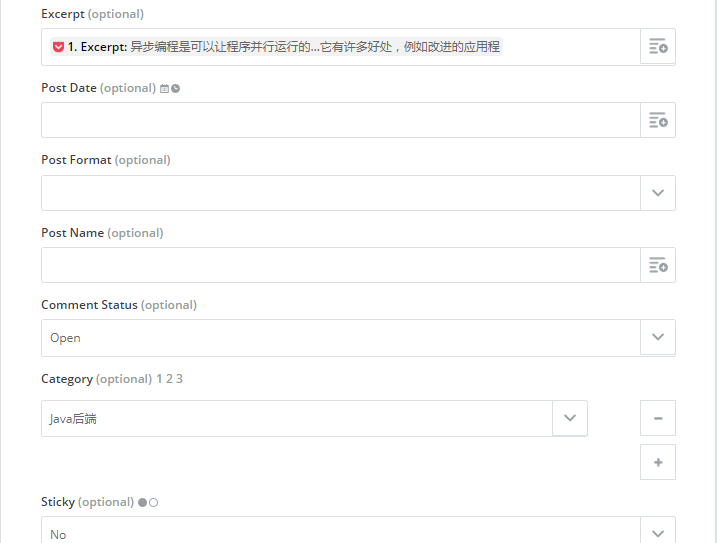 Excerpt (optional)
1. Excerpt: 异步编程是可以让程序并行运行的...它有许多好处，例如改进的应用程
Post Date (optional)
Post Format (optional)
Post Name (optional)
Comment Status (optional)
Open
Category (optional) 1 2 3
Java后端
Sticky (optional)
No